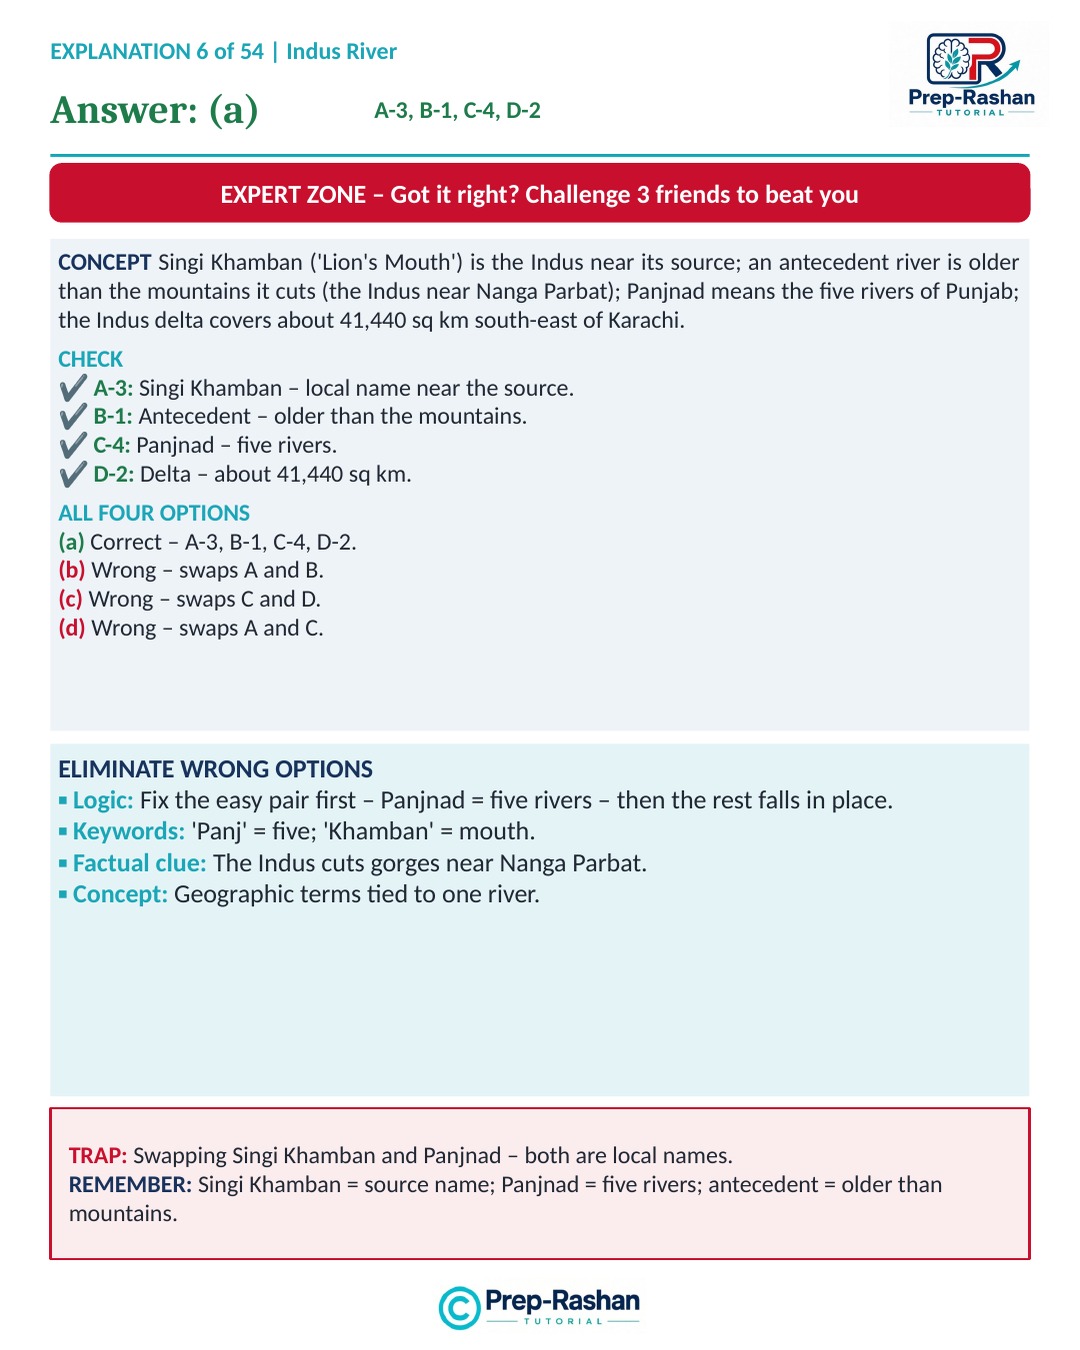 EXPLANATION 6 of 54 | Indus River
Prep-Rashan
TUTORIAL
Answer: (a)
A-3, B-1, C-4, D-2
EXPERT ZONE – Got it right? Challenge 3 friends to beat you
CONCEPT Singi Khamban ('Lion's Mouth') is the Indus near its source; an antecedent river is older
than the mountains it cuts (the Indus near Nanga Parbat); Panjnad means the five rivers of Punjab;
the Indus delta covers about 41,440 sq km south-east of Karachi.
CHECK
✔ A-3: Singi Khamban – local name near the source.
✔ B-1: Antecedent – older than the mountains.
✔ C-4: Panjnad – five rivers.
✔ D-2: Delta – about 41,440 sq km.
ALL FOUR OPTIONS
(a) Correct – A-3, B-1, C-4, D-2.
(b) Wrong – swaps A and B.
(c) Wrong – swaps C and D.
(d) Wrong – swaps A and C.
ELIMINATE WRONG OPTIONS
▪ Logic: Fix the easy pair first – Panjnad = five rivers – then the rest falls in place.
▪ Keywords: 'Panj' = five; 'Khamban' = mouth.
▪ Factual clue: The Indus cuts gorges near Nanga Parbat.
▪ Concept: Geographic terms tied to one river.
TRAP: Swapping Singi Khamban and Panjnad – both are local names.
REMEMBER: Singi Khamban = source name; Panjnad = five rivers; antecedent = older than
mountains.
© Prep-Rashan
TUTORIAL